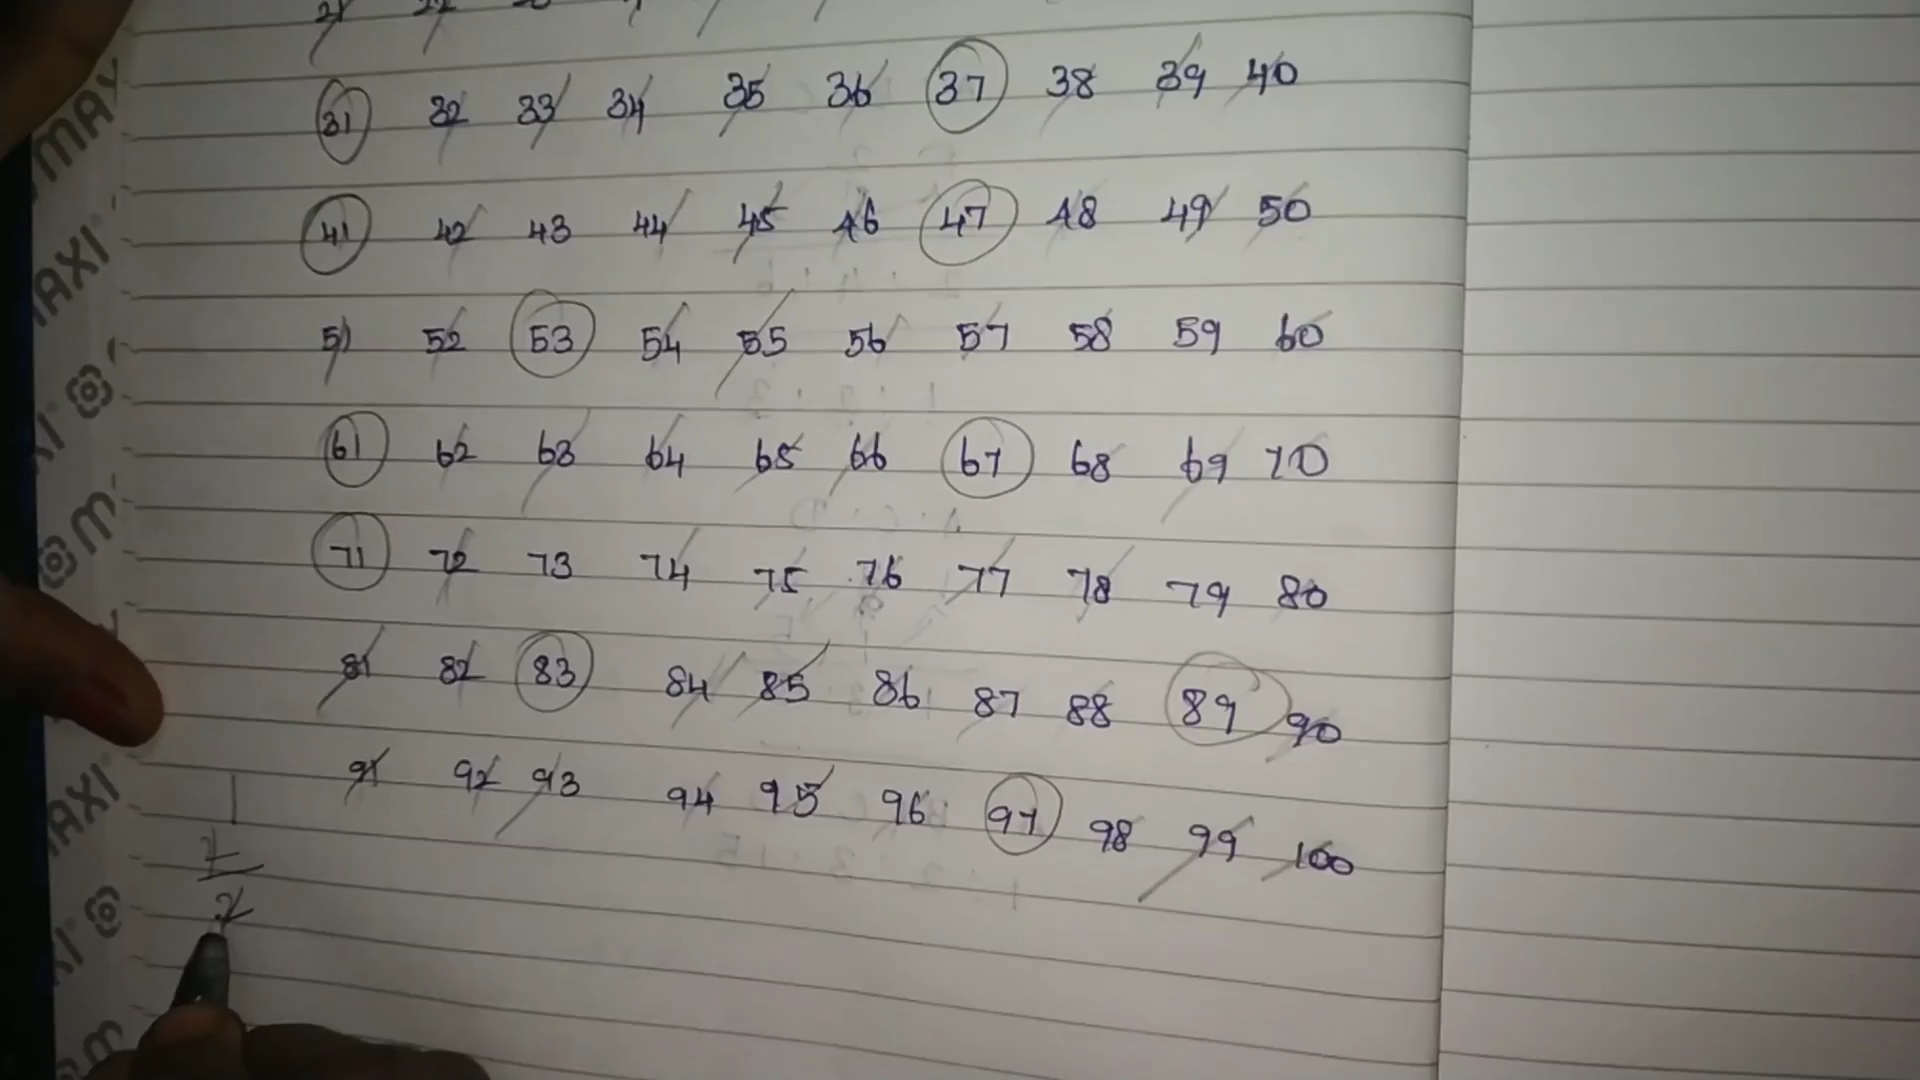 31 32 33 34 35 36 37 38 39 40
41 42 43 44 45 46 47 48 49 50
51 52 53 54 55 56 57 58 59 60
61 62 63 64 65 66 67 68 69 70
71 72 73 74 75 76 77 78 79 80
81 82 83 84 85 86 87 88 89 90
91 92 93 94 95 96 97 98 99 100
1
2
2